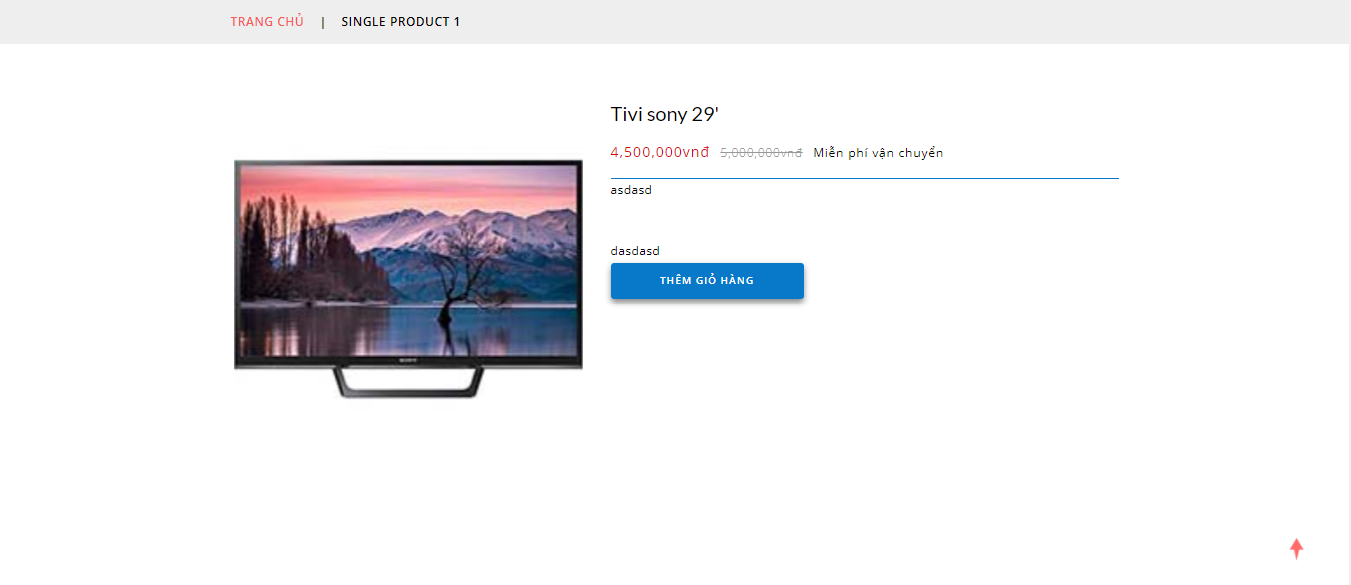 TRANG CHỦ | SINGLE PRODUCT 1
Tivi sony 29'
4,500,000vnđ 5,000,000vnđ Miễn phí vận chuyển
asdasd
dasdasd
THÊM GIỎ HÀNG
SONY